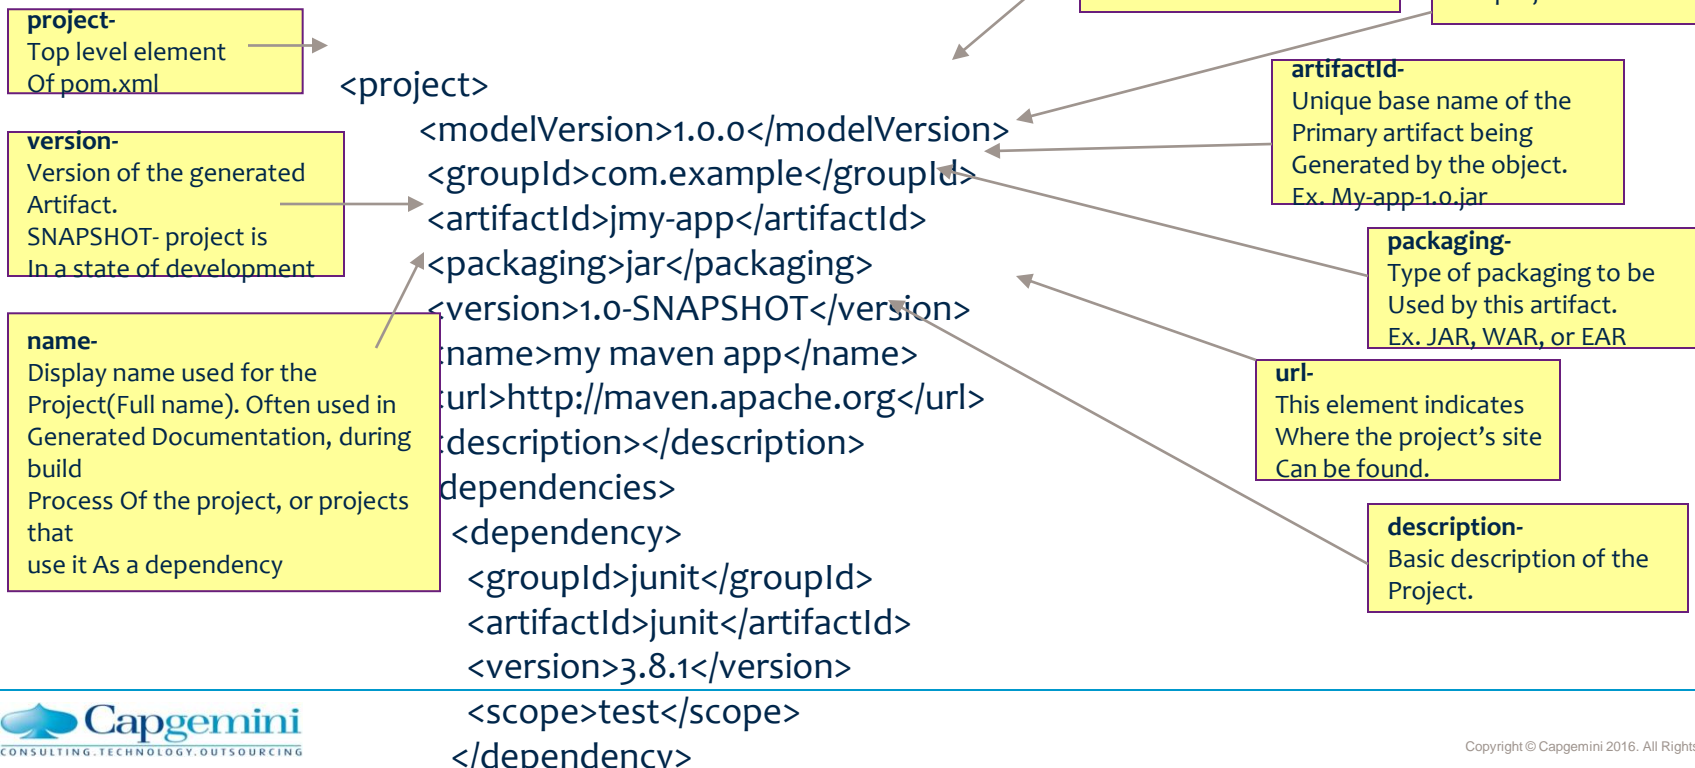 project-
Top level element
Of pom.xml
version-
Version of the generated
Artifact.
SNAPSHOT- project is
In a state of development
name-
Display name used for the
Project(Full name). Often used in
Generated Documentation, during
build
Process Of the project, or projects
that
use it As a dependency
<project>
<modelVersion>1.0.0</modelVersion>
<groupId>com.example</groupId>
<artifactId>jmy-app</artifactId>
<packaging>jar</packaging>
<version>1.0-SNAPSHOT</version>
<name>my maven app</name>
<url>http://maven.apache.org</url>
<description></description>
dependencies>
<dependency>
<groupId>junit</groupId>
<artifactId>junit</artifactId>
<version>3.8.1</version>
<scope>test</scope>
</dependency>
artifactId-
Unique base name of the
Primary artifact being
Generated by the object.
Ex. My-app-1.0.jar
packaging-
Type of packaging to be
Used by this artifact.
Ex. JAR, WAR, or EAR
url-
This element indicates
Where the project’s site
Can be found.
description-
Basic description of the
Project.
Capgemini
CONSULTING.TECHNOLOGY.OUTSOURCING
Copyright © Capgemini 2016. All Rights